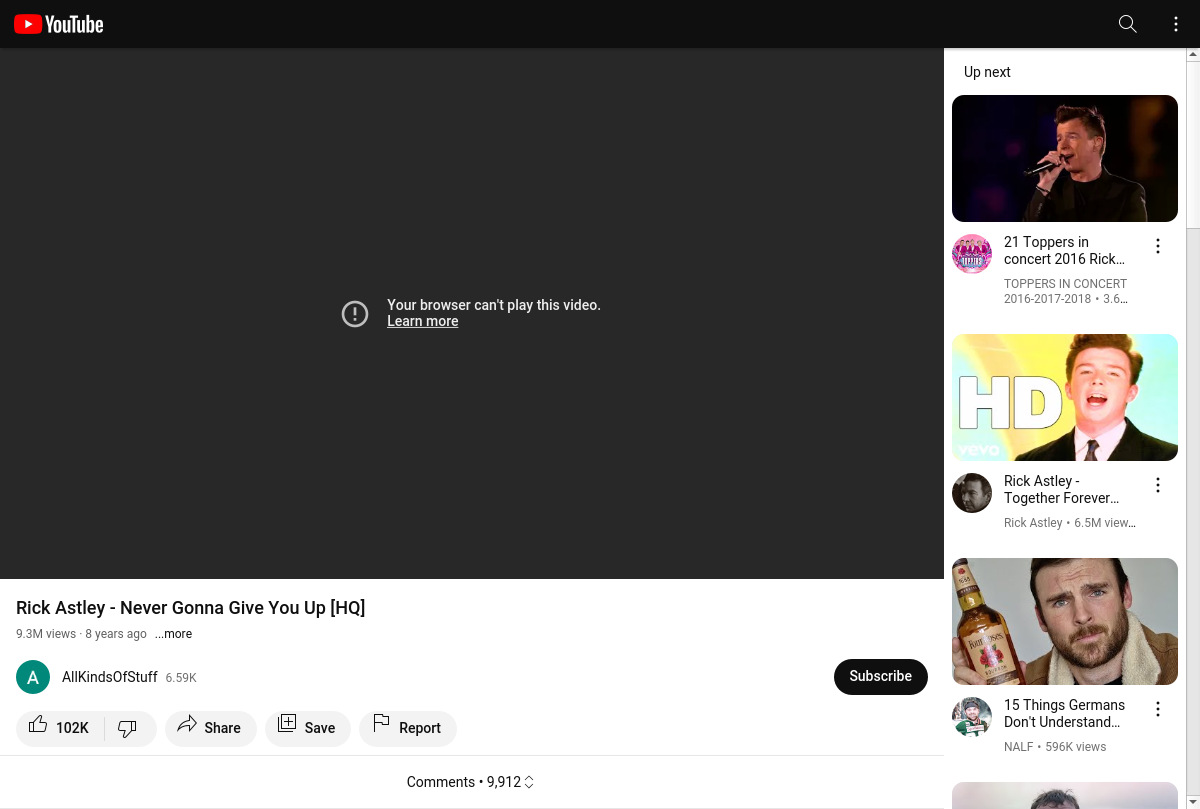 YouTube
Your browser can't play this video.
Learn more
Rick Astley - Never Gonna Give You Up [HQ]
9.3M views · 8 years ago ...more
A AllKindsOfStuff 6.59K
Subscribe
102K Share Save Report
Comments • 9,912
Up next
21 Toppers in
concert 2016 Rick...
TOPPERS IN CONCERT
2016-2017-2018 • 3.6...
HD
vevo
Rick Astley -
Together Forever...
Rick Astley • 6.5M view...
Four Roses
BOURBON
15 Things Germans
Don't Understand...
NALF • 596K views